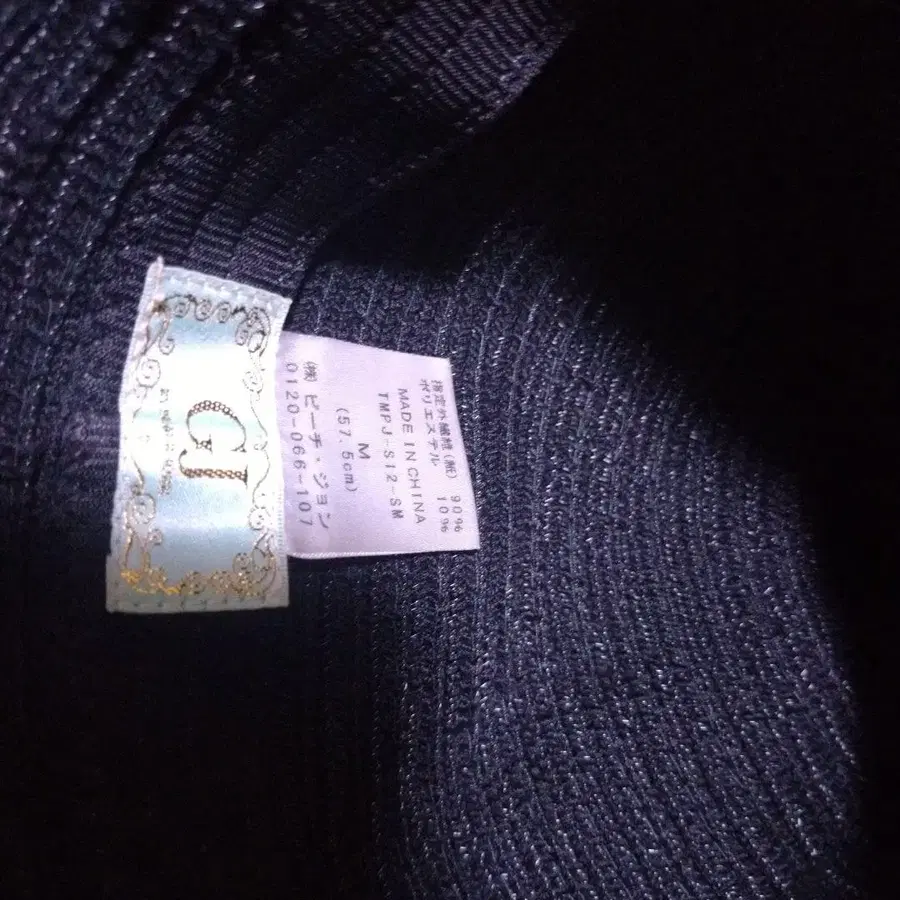 GJ
指定外繊維(紙) 90%
ポリエステル 10%
MADE IN CHINA
TMPJ-S12-SM
M
(57.5cm)
(株)ピーチ・ジョン
0120-066-107